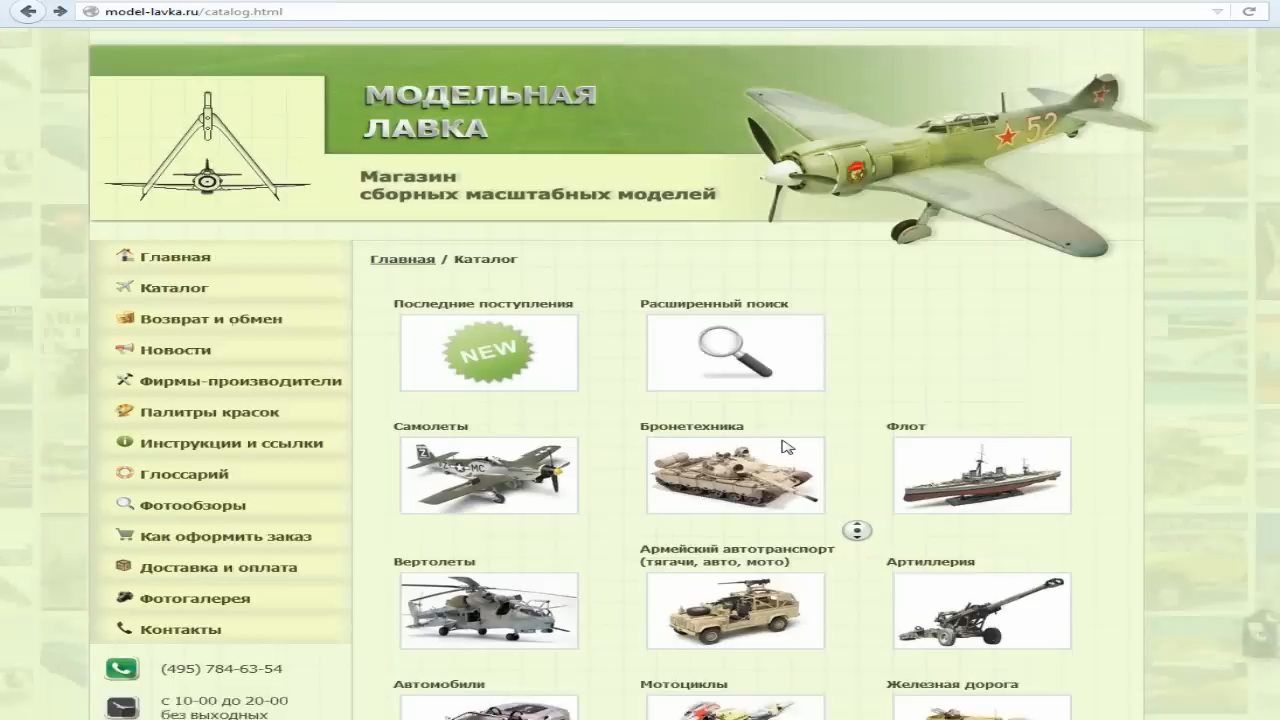 model-lavka.ru/catalog.html
МОДЕЛЬНАЯ
ЛАВКА
Магазин
сборных масштабных моделей
52
Главная
Каталог
Возврат и обмен
Новости
Фирмы-производители
Палитры красок
Инструкции и ссылки
Глоссарий
Фотообзоры
Как оформить заказ
Доставка и оплата
Фотогалерея
Контакты
(495) 784-63-54
с 10-00 до 20-00
без выходных
Главная / Каталог
Последние поступления
Расширенный поиск
NEW
Самолеты
Бронетехника
Флот
Вертолеты
Армейский автотранспорт
(тягачи, авто, мото)
Артиллерия
Автомобили
Мотоциклы
Железная дорога